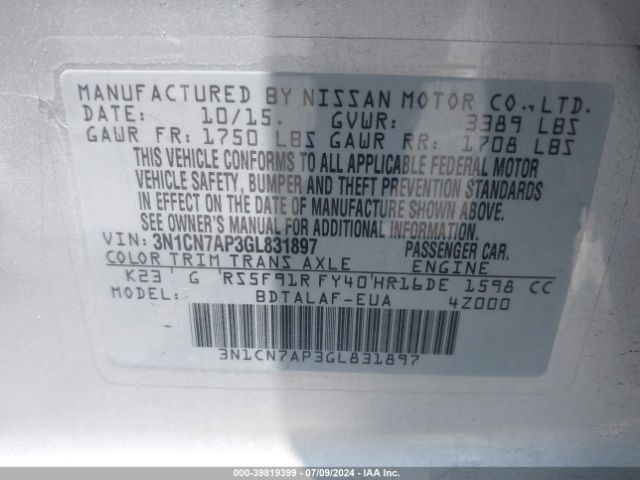 MANUFACTURED BY NISSAN MOTOR CO., LTD.
DATE: 10/15. GVWR: 3389 LBS
GAWR FR: 1750 LBS GAWR RR: 1708 LBS
THIS VEHICLE CONFORMS TO ALL APPLICABLE FEDERAL MOTOR
VEHICLE SAFETY, BUMPER AND THEFT PREVENTION STANDARDS
IN EFFECT ON THE DATE OF MANUFACTURE SHOWN ABOVE.
SEE OWNER'S MANUAL FOR ADDITIONAL INFORMATION.
VIN: 3N1CN7AP3GL831897 PASSENGER CAR.
COLOR TRIM TRANS AXLE ENGINE
K23 G RS5F91R FY40 HR16DE 1598 CC
MODEL: BDTALAF-EUA 4Z000
3N1CN7AP3GL831897
000-39819399 | 07/09/2024 | IAAI.COM